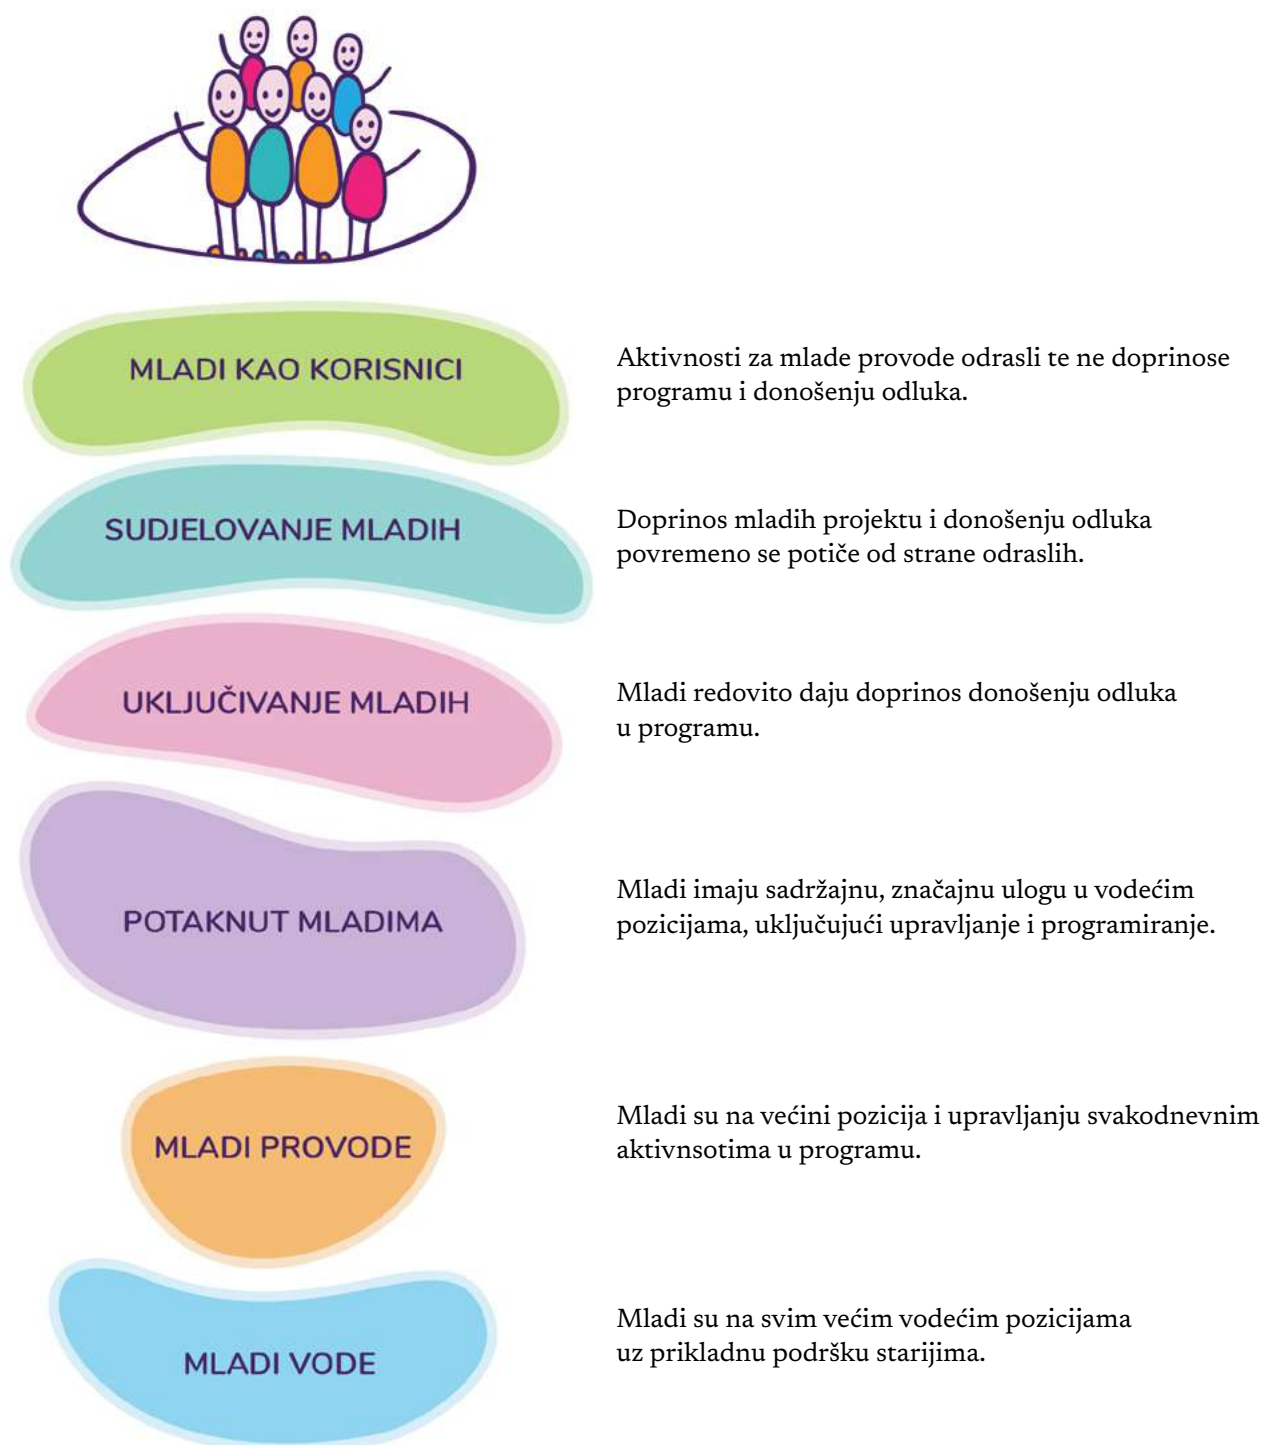 MLADI KAO KORISNICI
Aktivnosti za mlade provode odrasli te ne doprinose
programu i donošenju odluka.
SUDJELOVANJE MLADIH
Doprinos mladih projektu i donošenju odluka
povremeno se potiče od strane odraslih.
UKLJUČIVANJE MLADIH
Mladi redovito daju doprinos donošenju odluka
u programu.
POTAKNUT MLADIMA
Mladi imaju sadržajnu, značajnu ulogu u vodećim
pozicijama, uključujući upravljanje i programiranje.
MLADI PROVODE
Mladi su na većini pozicija i upravljanju svakodnevnim
aktivnsotima u programu.
MLADI VODE
Mladi su na svim većim vodećim pozicijama
uz prikladnu podršku starijima.